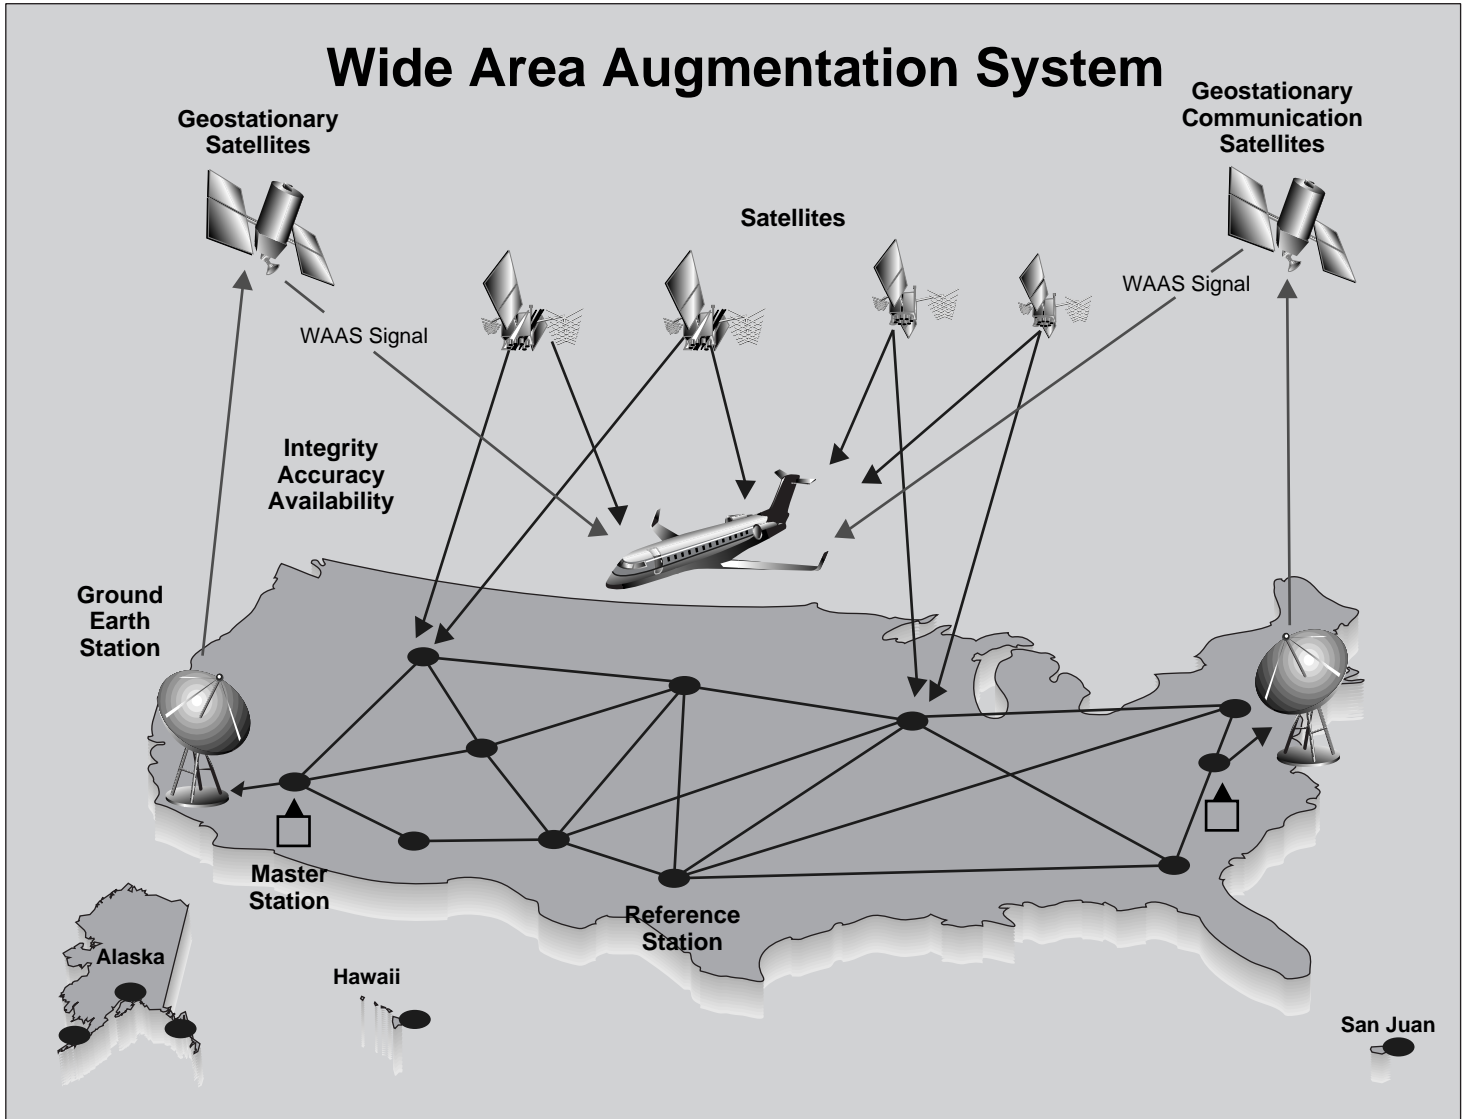 Wide Area Augmentation System
Geostationary
Satellites
Geostationary
Communication
Satellites
Satellites
WAAS Signal
WAAS Signal
Integrity
Accuracy
Availability
Ground
Earth
Station
Master
Station
Reference
Station
Alaska
Hawaii
San Juan